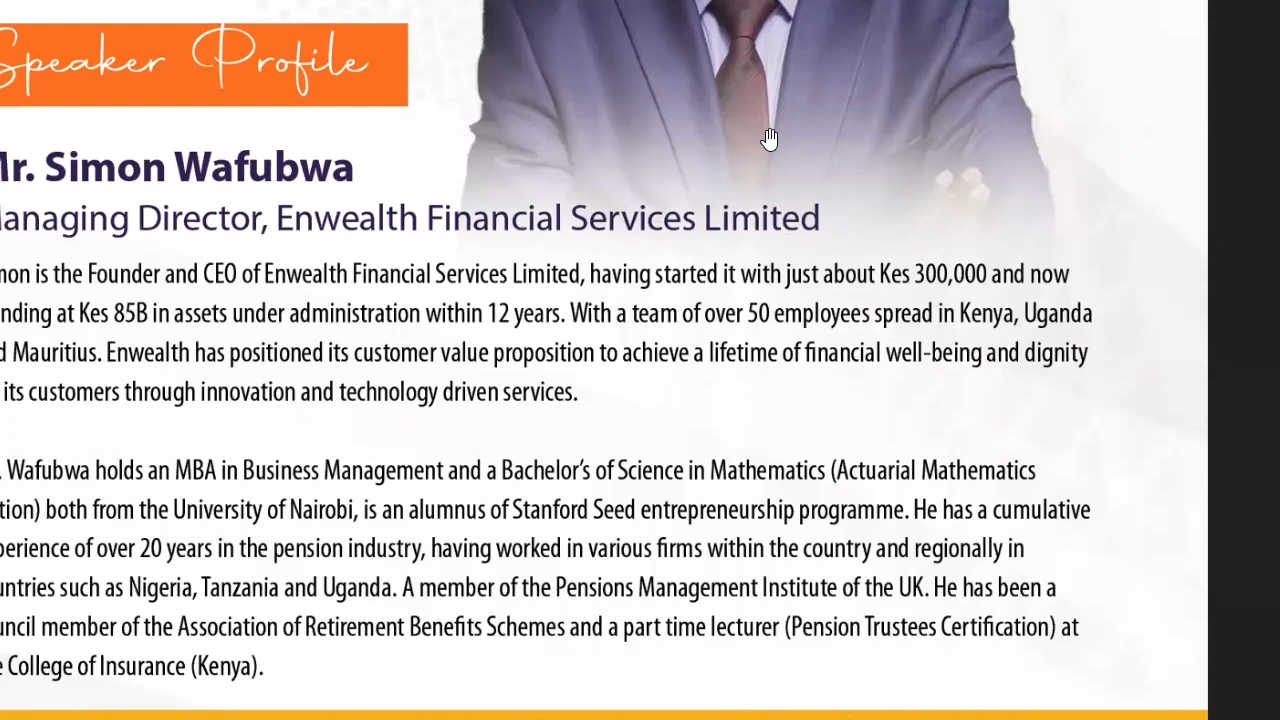 Speaker Profile
Mr. Simon Wafubwa
Managing Director, Enwealth Financial Services Limited
mon is the Founder and CEO of Enwealth Financial Services Limited, having started it with just about Kes 300,000 and now
nding at Kes 85B in assets under administration within 12 years. With a team of over 50 employees spread in Kenya, Uganda
d Mauritius. Enwealth has positioned its customer value proposition to achieve a lifetime of financial well-being and dignity
its customers through innovation and technology driven services.
. Wafubwa holds an MBA in Business Management and a Bachelor's of Science in Mathematics (Actuarial Mathematics
tion) both from the University of Nairobi, is an alumnus of Stanford Seed entrepreneurship programme. He has a cumulative
perience of over 20 years in the pension industry, having worked in various firms within the country and regionally in
untries such as Nigeria, Tanzania and Uganda. A member of the Pensions Management Institute of the UK. He has been a
uncil member of the Association of Retirement Benefits Schemes and a part time lecturer (Pension Trustees Certification) at
e College of Insurance (Kenya).